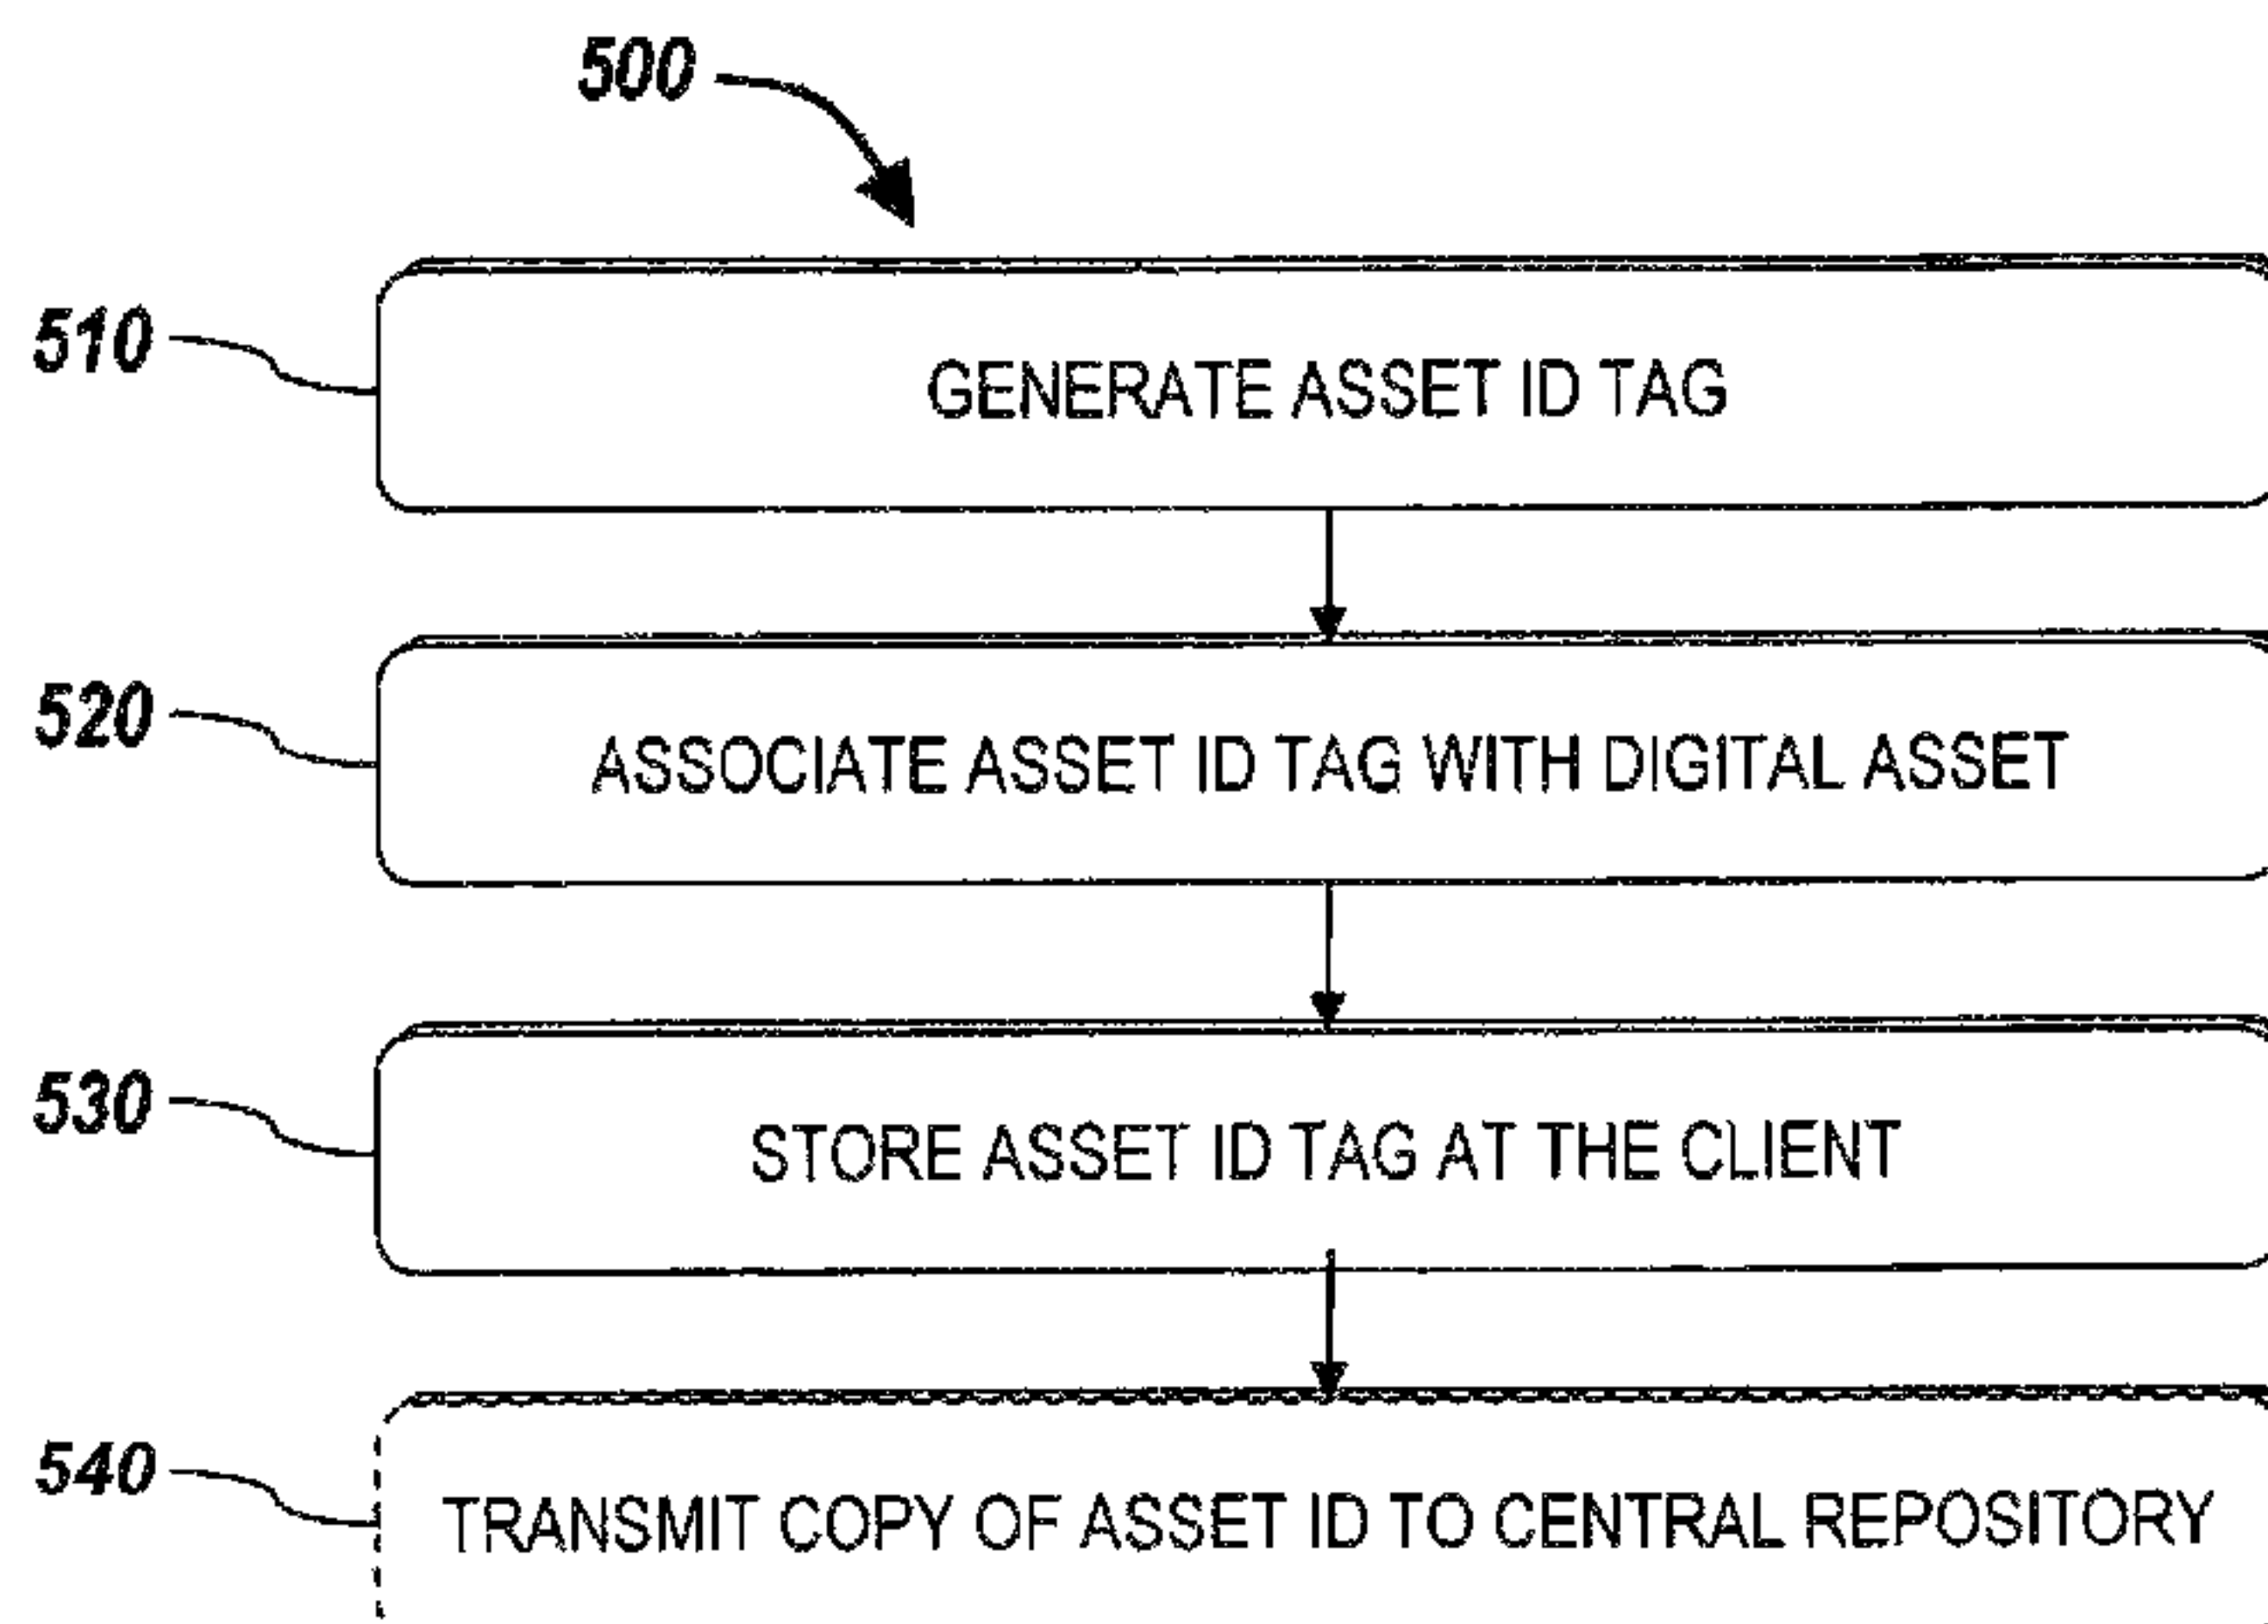 500
510
GENERATE ASSET ID TAG
520
ASSOCIATE ASSET ID TAG WITH DIGITAL ASSET
530
STORE ASSET ID TAG AT THE CLIENT
540
TRANSMIT COPY OF ASSET ID TO CENTRAL REPOSITORY